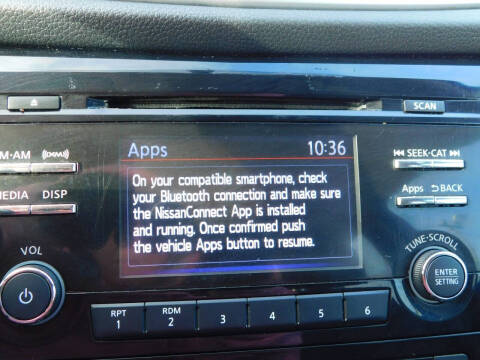 SCAN
Apps 10:36
M·AM
SEEK·CAT
On your compatible smartphone, check
your Bluetooth connection and make sure
the NissanConnect App is installed
and running. Once confirmed push
the vehicle Apps button to resume.
Apps BACK
EDIA DISP
VOL
TUNE·SCROLL
ENTER
SETTING
RPT
1
RDM
2
3
4
5
6